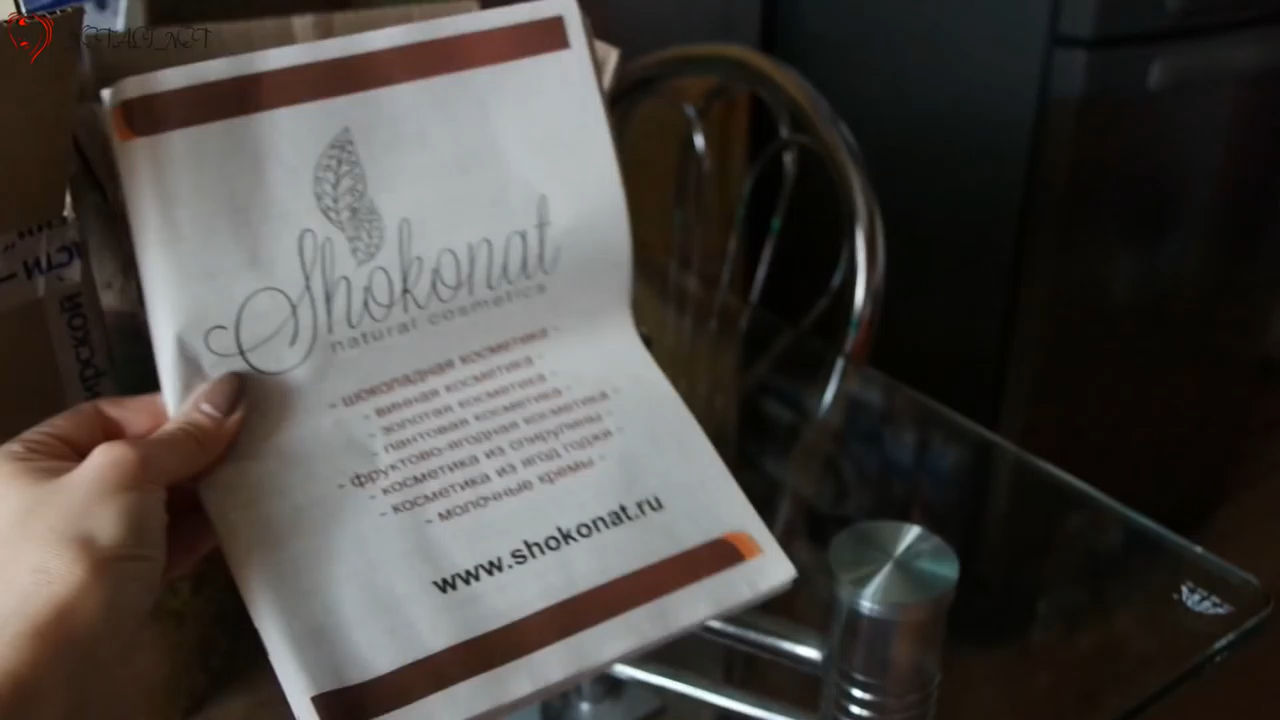 Shokonat
natural cosmetics
- шоколадная косметика -
- винная косметика -
- золотая косметика -
- пантовая косметика -
- фруктово-ягодная косметика -
- косметика из спирулины -
- косметика из ягод годжи -
- молочные кремы -
www.shokonat.ru